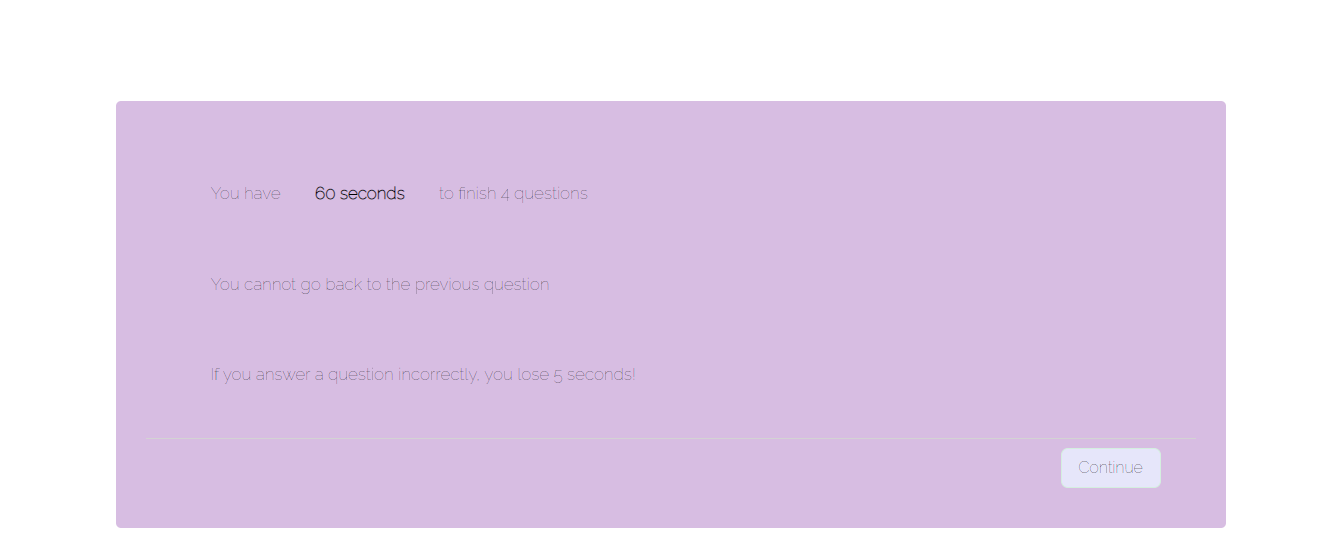 You have 60 seconds to finish 4 questions
You cannot go back to the previous question
If you answer a question incorrectly, you lose 5 seconds!
Continue